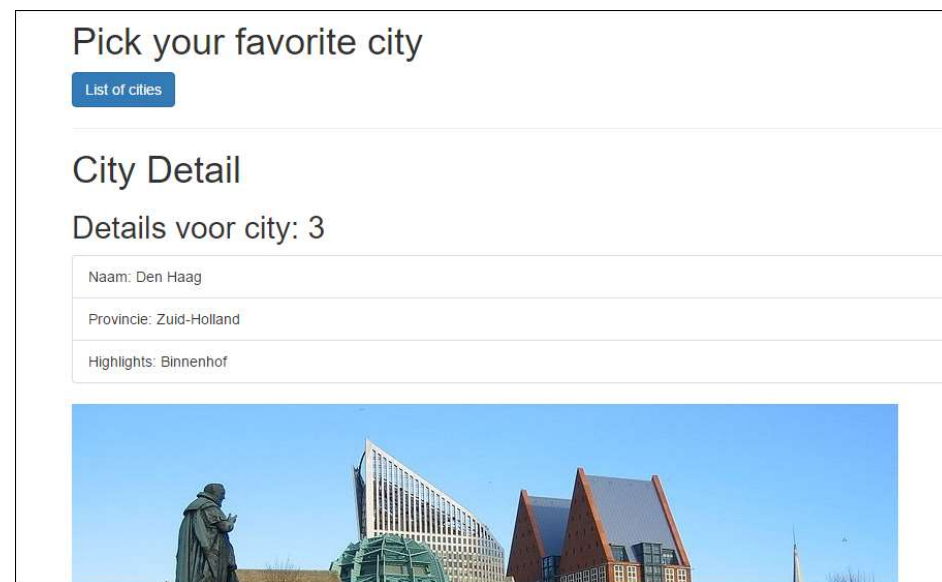 Pick your favorite city
List of cities
City Detail
Details voor city: 3
Naam: Den Haag
Provincie: Zuid-Holland
Highlights: Binnenhof